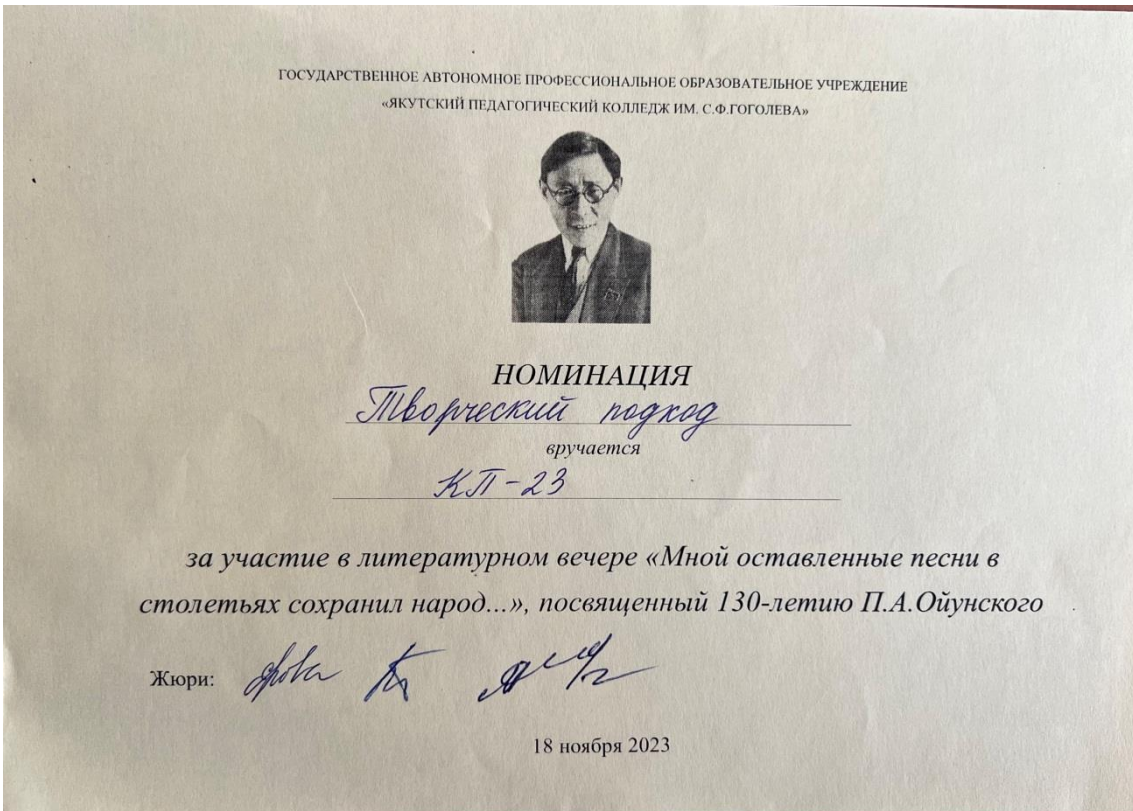 ГОСУДАРСТВЕННОЕ АВТОНОМНОЕ ПРОФЕССИОНАЛЬНОЕ ОБРАЗОВАТЕЛЬНОЕ УЧРЕЖДЕНИЕ
«ЯКУТСКИЙ ПЕДАГОГИЧЕСКИЙ КОЛЛЕДЖ ИМ. С.Ф.ГОГОЛЕВА»
НОМИНАЦИЯ
Творческий подход
вручается
КП-23
за участие в литературном вечере «Мной оставленные песни в
столетьях сохранил народ...», посвященный 130-летию П.А.Ойунского
Жюри:
18 ноября 2023